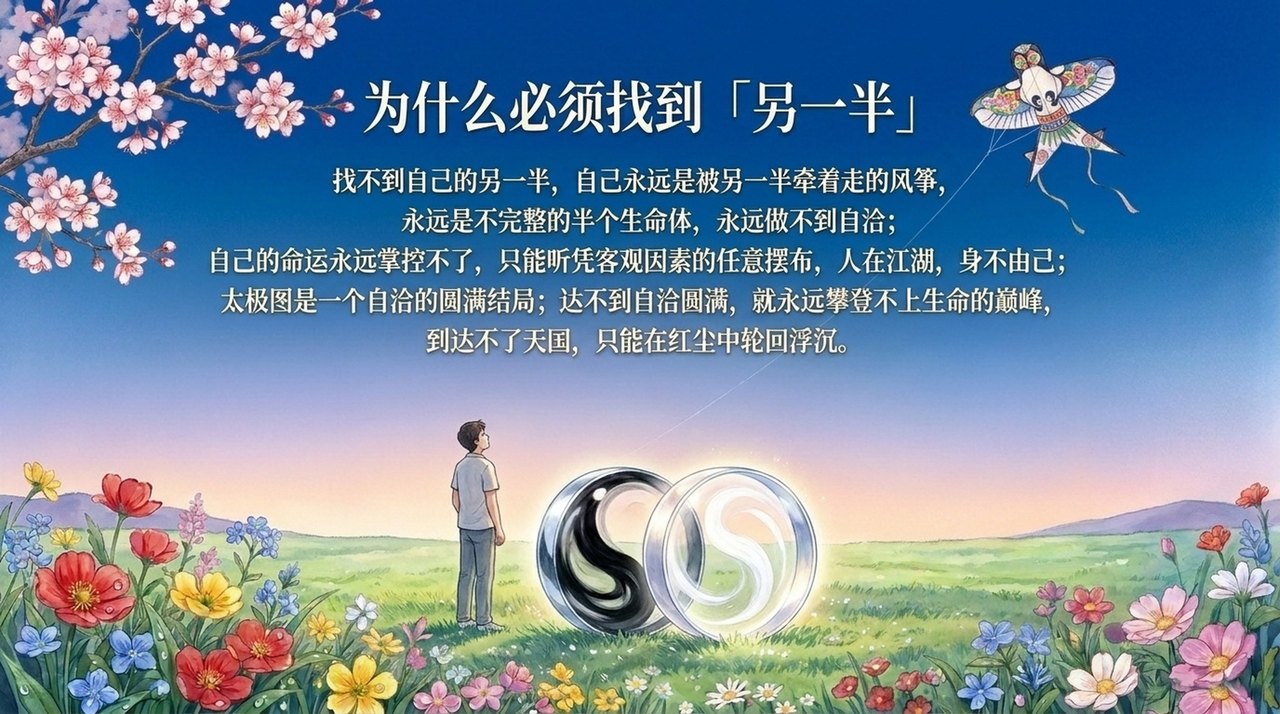 为什么必须找到「另一半」
找不到自己的另一半，自己永远是被另一半牵着走的风筝，
永远是不完整的半个生命体，永远做不到自洽；
自己的命运永远掌控不了，只能听凭客观因素的任意摆布，人在江湖，身不由己；
太极图是一个自洽的圆满结局；达不到自洽圆满，就永远攀登不上生命的巅峰，
到达不了天国，只能在红尘中轮回浮沉。